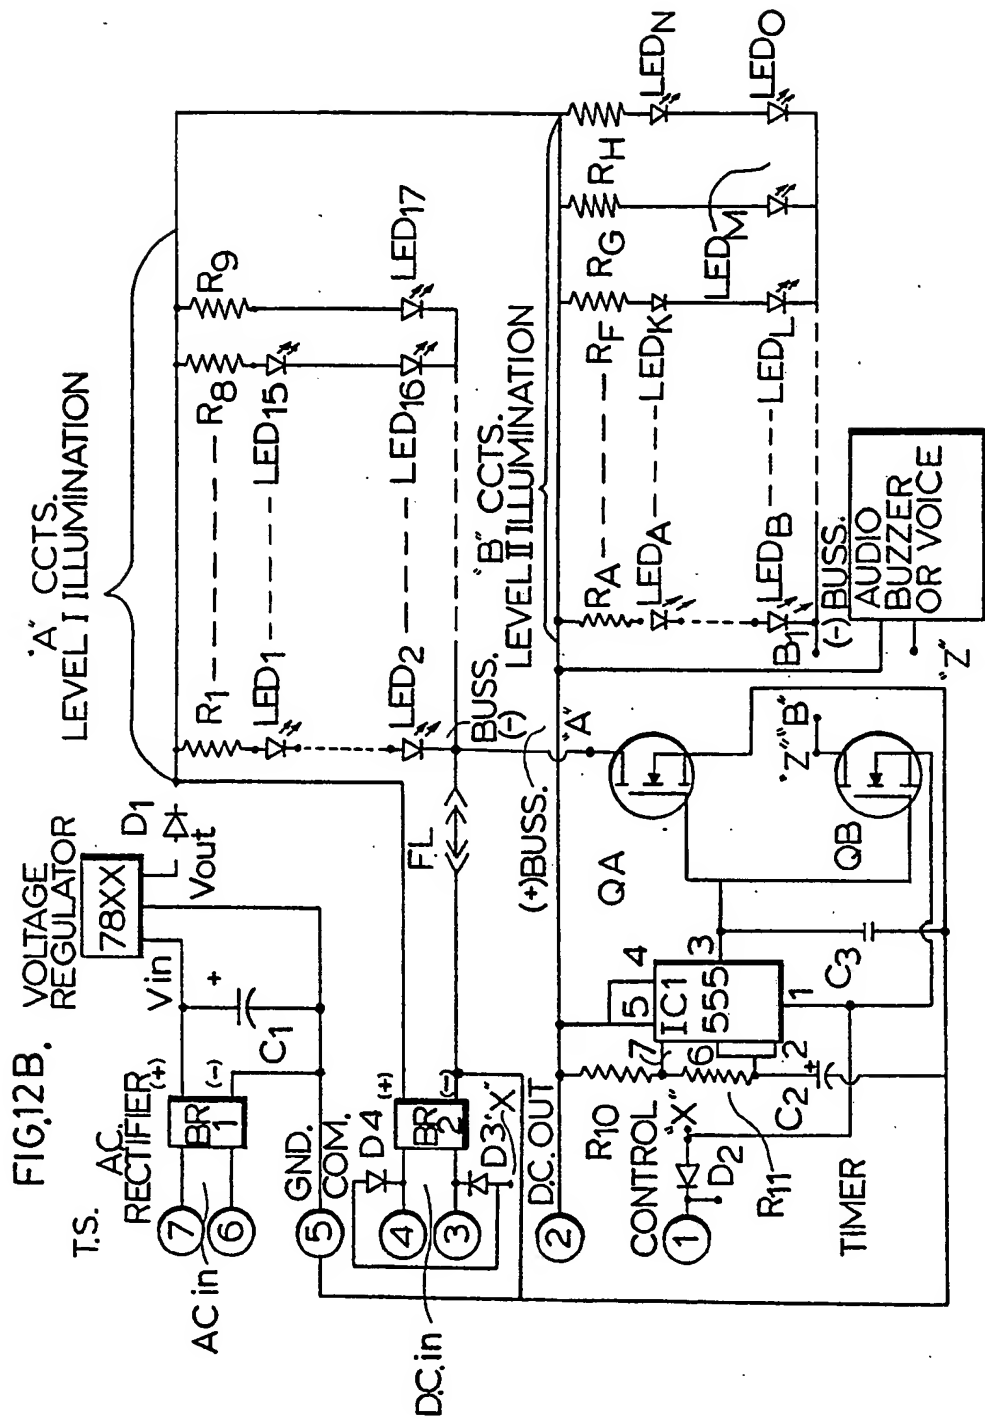 FIG.12B.
T.S.
A.C.
RECTIFIER
(+)
(-)
VOLTAGE
REGULATOR
78XX
Vin
Vout
D1
"A" CCTS.
LEVEL I ILLUMINATION
7
6
AC in
BR
1
+
C1
5
GND.
COM.
R1
R8
R9
LED1
LED15
LED2
LED16
LED17
D4
(+)
4
BR
2
(-)
3
D3
"X"
D.C.in
F.L.
BUSS.
(-)
"B" CCTS.
LEVEL II ILLUMINATION
2
D.C. OUT
(+)BUSS.
"A"
RA
RF
RG
RH
LEDA
LEDK
LEDM
LEDN
LEDB
LEDL
LEDO
B1
(-) BUSS.
R10
CONTROL
1
"X"
D2
R11
TIMER
7
6
2
C2
+
5
4
IC1
555
3
1
C3
QA
QB
"Z"
"B"
AUDIO
BUZZER
OR VOICE
"Z"